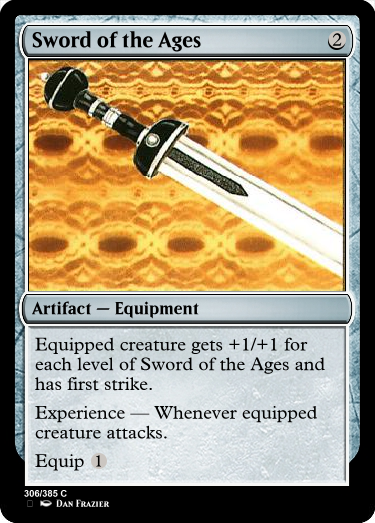 Sword of the Ages 2
Artifact — Equipment
Equipped creature gets +1/+1 for
each level of Sword of the Ages and
has first strike.
Experience — Whenever equipped
creature attacks.
Equip 1
306/385 C
Dan Frazier